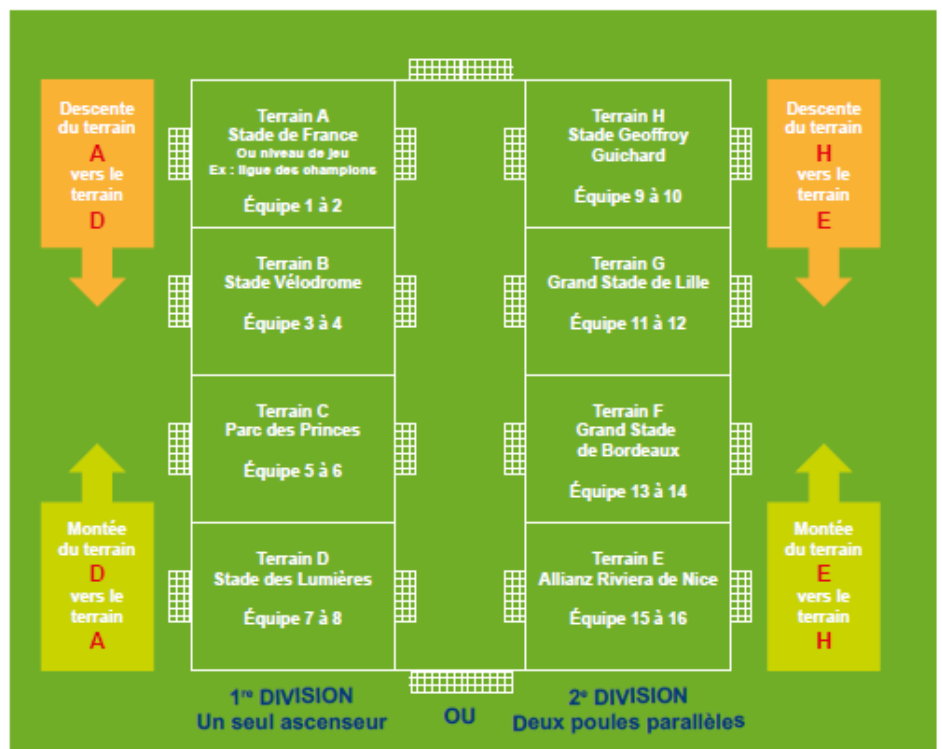 Descente
du terrain
A
vers le
terrain
D
Montée
du terrain
D
vers le
terrain
A
Terrain A
Stade de France
Ou niveau de jeu
Ex : ligue des champions
Équipe 1 à 2
Terrain B
Stade Vélodrome
Équipe 3 à 4
Terrain C
Parc des Princes
Équipe 5 à 6
Terrain D
Stade des Lumières
Équipe 7 à 8
Terrain H
Stade Geoffroy
Guichard
Équipe 9 à 10
Terrain G
Grand Stade de Lille
Équipe 11 à 12
Terrain F
Grand Stade
de Bordeaux
Équipe 13 à 14
Terrain E
Allianz Riviera de Nice
Équipe 15 à 16
Descente
du terrain
H
vers le
terrain
E
Montée
du terrain
E
vers le
terrain
H
1re DIVISION
Un seul ascenseur
OU
2e DIVISION
Deux poules parallèles